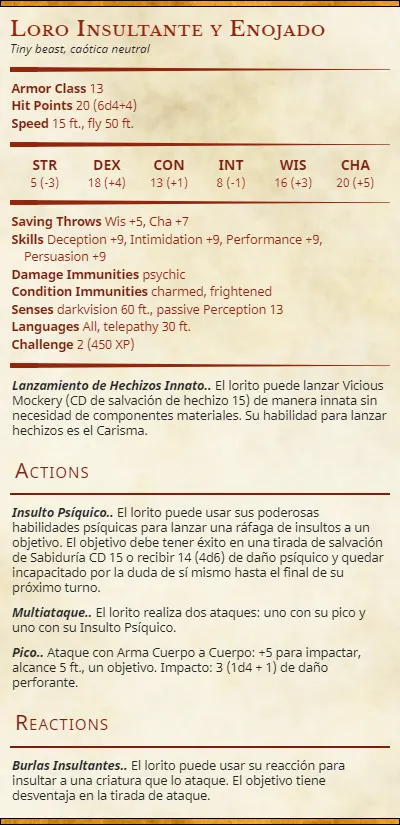 Loro Insultante y Enojado
Tiny beast, caótica neutral
Armor Class 13
Hit Points 20 (6d4+4)
Speed 15 ft., fly 50 ft.
STR DEX CON INT WIS CHA
5 (-3) 18 (+4) 13 (+1) 8 (-1) 16 (+3) 20 (+5)
Saving Throws Wis +5, Cha +7
Skills Deception +9, Intimidation +9, Performance +9,
Persuasion +9
Damage Immunities psychic
Condition Immunities charmed, frightened
Senses darkvision 60 ft., passive Perception 13
Languages All, telepathy 30 ft.
Challenge 2 (450 XP)
Lanzamiento de Hechizos Innato.. El lorito puede lanzar Vicious
Mockery (CD de salvación de hechizo 15) de manera innata sin
necesidad de componentes materiales. Su habilidad para lanzar
hechizos es el Carisma.
Actions
Insulto Psíquico.. El lorito puede usar sus poderosas
habilidades psíquicas para lanzar una ráfaga de insultos a un
objetivo. El objetivo debe tener éxito en una tirada de salvación
de Sabiduría CD 15 o recibir 14 (4d6) de daño psíquico y quedar
incapacitado por la duda de sí mismo hasta el final de su
próximo turno.
Multiataque.. El lorito realiza dos ataques: uno con su pico y
uno con su Insulto Psíquico.
Pico.. Ataque con Arma Cuerpo a Cuerpo: +5 para impactar,
alcance 5 ft., un objetivo. Impacto: 3 (1d4 + 1) de daño
perforante.
Reactions
Burlas Insultantes.. El lorito puede usar su reacción para
insultar a una criatura que lo ataque. El objetivo tiene
desventaja en la tirada de ataque.